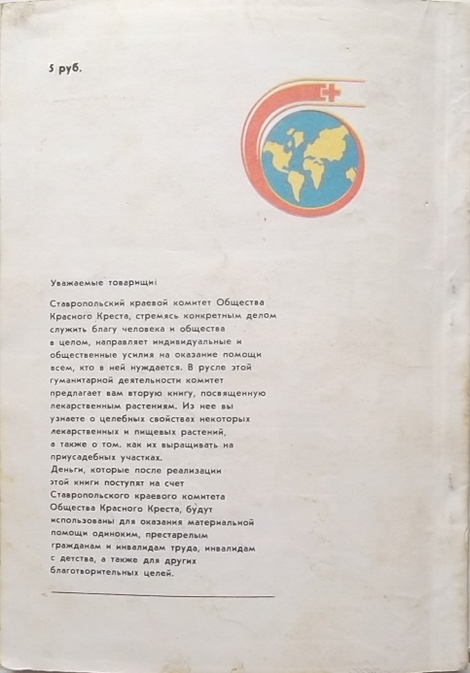 5 руб.
Уважаемые товарищи!
Ставропольский краевой комитет Общества
Красного Креста, стремясь конкретным делом
служить благу человека и общества
в целом, направляет индивидуальные и
общественные усилия на оказание помощи
всем, кто в ней нуждается. В русле этой
гуманитарной деятельности комитет
предлагает вам вторую книгу, посвященную
лекарственным растениям. Из нее вы
узнаете о целебных свойствах некоторых
лекарственных и пищевых растений,
а также о том. как их выращивать на
приусадебных участках.
Деньги, которые после реализации
этой книги поступят на счет
Ставропольского краевого комитета
Общества Красного Креста, будут
использованы для оказания материальной
помощи одиноким, престарелым
гражданам и инвалидам труда, инвалидам
с детства, а также для других
благотворительных целей.